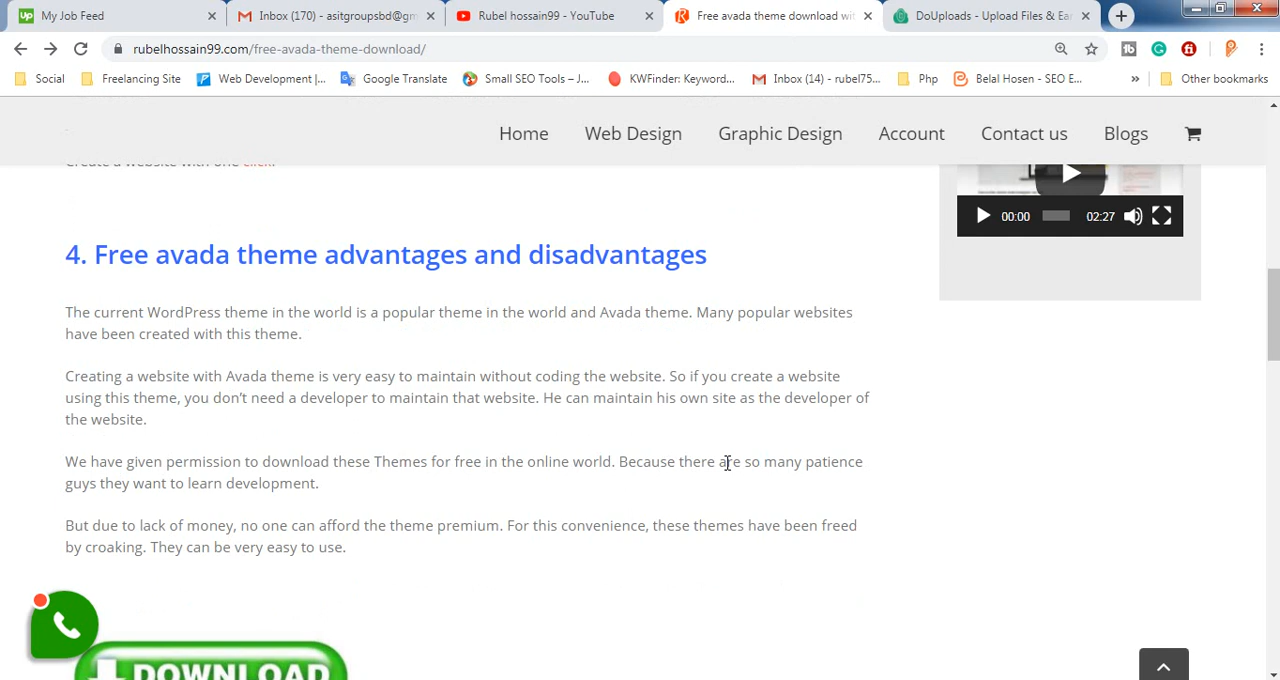 My Job Feed
Inbox (170) - asitgroupsbd@gm
Rubel hossain99 - YouTube
Free avada theme download wit
DoUploads - Upload Files & Ear
rubelhossain99.com/free-avada-theme-download/
Social
Freelancing Site
Web Development |...
Google Translate
Small SEO Tools – J...
KWFinder: Keyword...
Inbox (14) - rubel75...
Php
Belal Hosen - SEO E...
»
Other bookmarks
Home
Web Design
Graphic Design
Account
Contact us
Blogs
Create a website with one click.
00:00
02:27
4. Free avada theme advantages and disadvantages
The current WordPress theme in the world is a popular theme in the world and Avada theme. Many popular websites
have been created with this theme.
Creating a website with Avada theme is very easy to maintain without coding the website. So if you create a website
using this theme, you don't need a developer to maintain that website. He can maintain his own site as the developer of
the website.
We have given permission to download these Themes for free in the online world. Because there are so many patience
guys they want to learn development.
But due to lack of money, no one can afford the theme premium. For this convenience, these themes have been freed
by croaking. They can be very easy to use.
DOWNLOAD